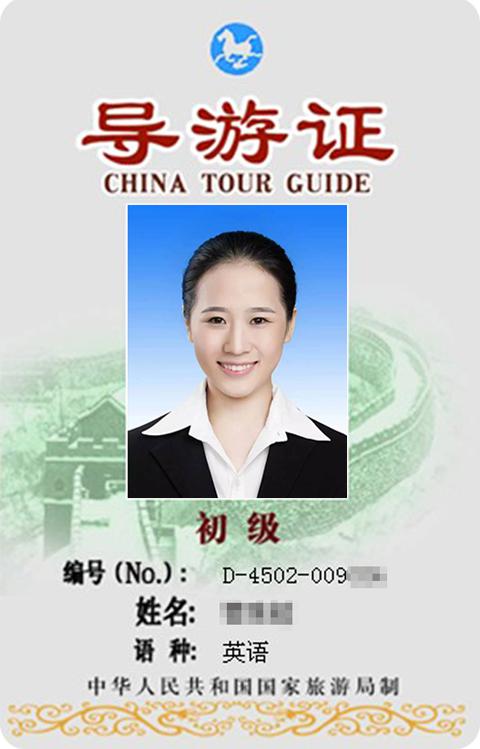 导游证
CHINA TOUR GUIDE
初级
编号(No.): D-4502-009
姓名:
语 种: 英语
中华人民共和国国家旅游局制